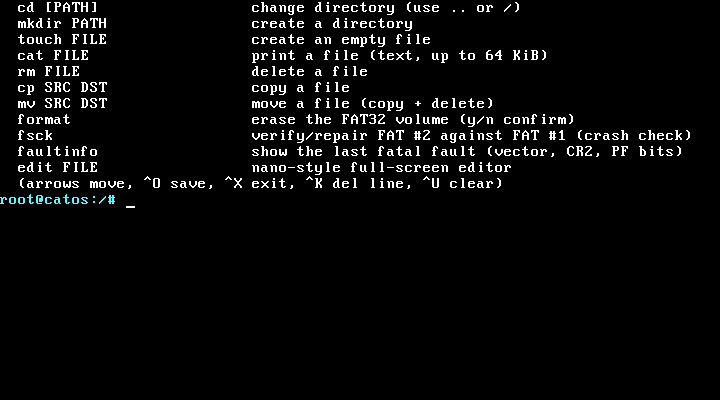 cd [PATH]                 change directory (use .. or /)
mkdir PATH                create a directory
touch FILE                create an empty file
cat FILE                  print a file (text, up to 64 KiB)
rm FILE                   delete a file
cp SRC DST                copy a file
mv SRC DST                move a file (copy + delete)
format                    erase the FAT32 volume (y/n confirm)
fsck                      verify/repair FAT #2 against FAT #1 (crash check)
faultinfo                 show the last fatal fault (vector, CR2, PF bits)
edit FILE                 nano-style full-screen editor
(arrows move, ^O save, ^X exit, ^K del line, ^U clear)
root@catos:/# _